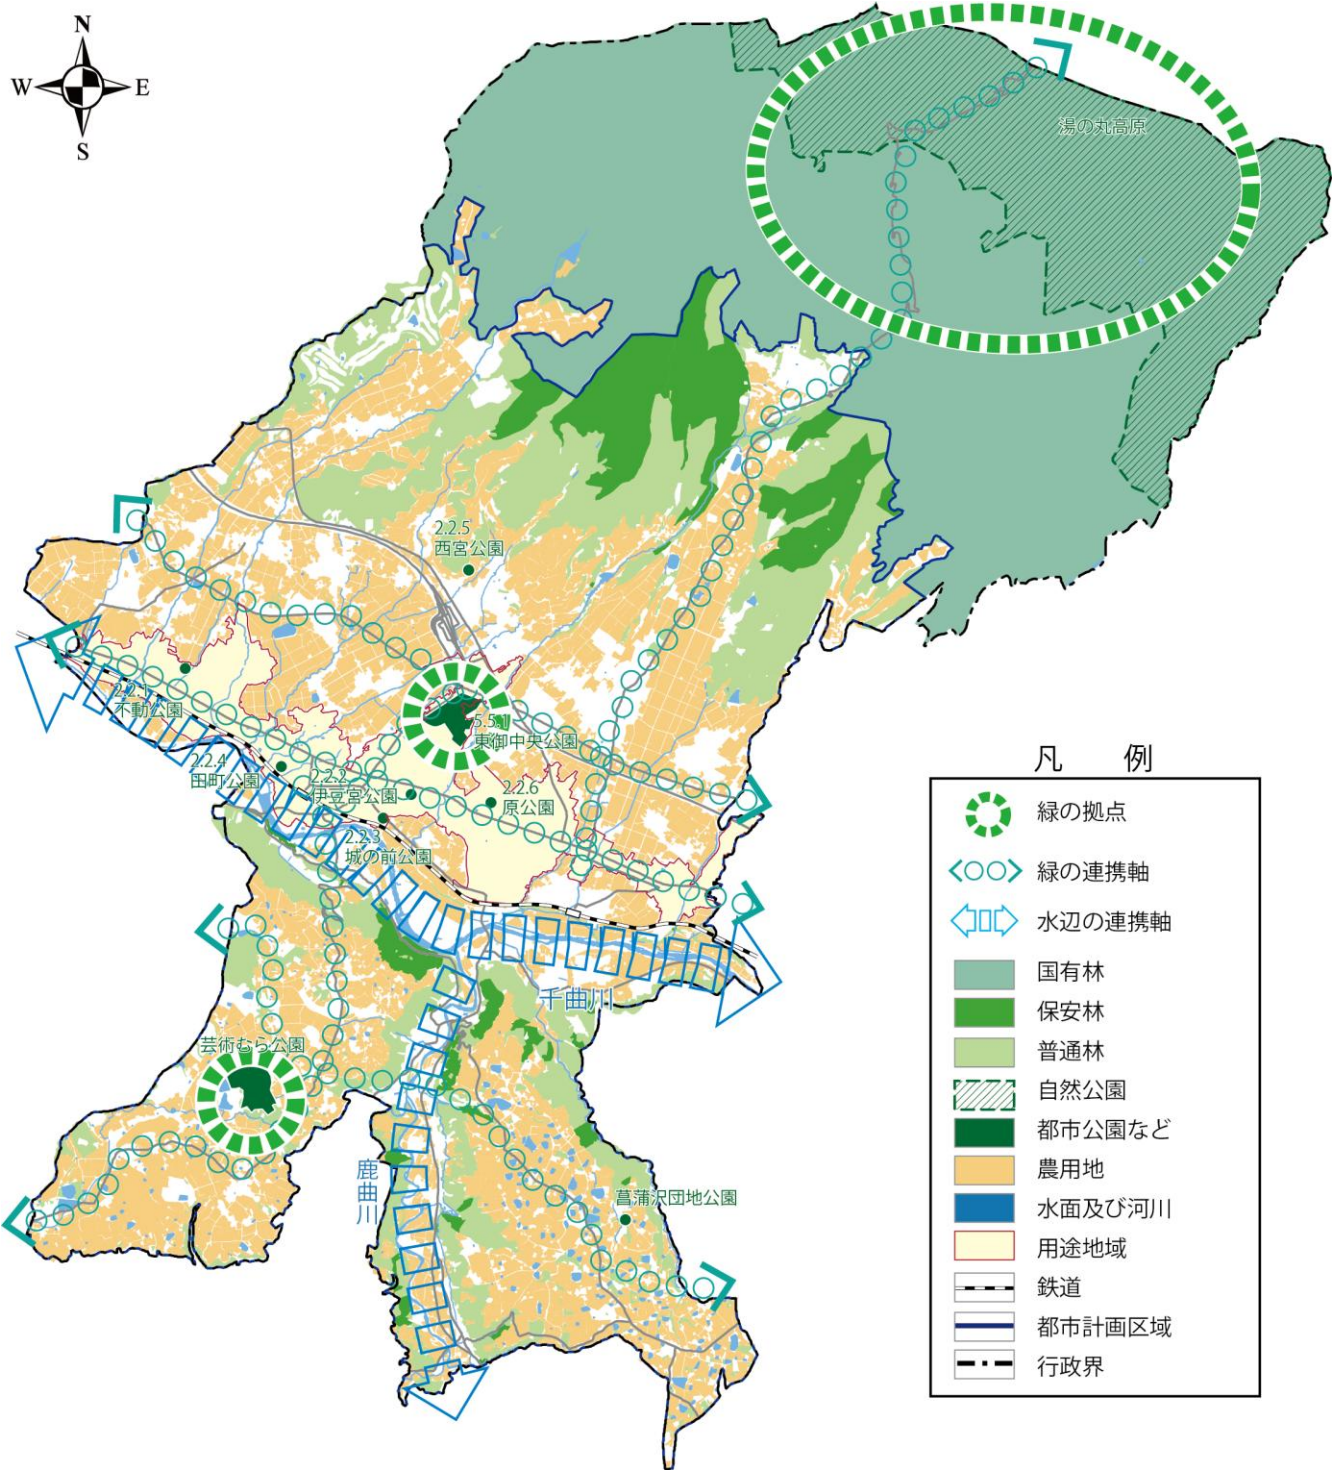 N
W
E
S
湯の丸高原
2.2.5
西宮公園
2.2.1
不動公園
5.5.1
東御中央公園
2.2.4
田町公園
2.2.2
伊豆宮公園
2.2.6
原公園
2.2.3
城の前公園
千曲川
芸術むら公園
鹿曲川
菖蒲沢団地公園
凡 例
緑の拠点
緑の連携軸
水辺の連携軸
国有林
保安林
普通林
自然公園
都市公園など
農用地
水面及び河川
用途地域
鉄道
都市計画区域
行政界